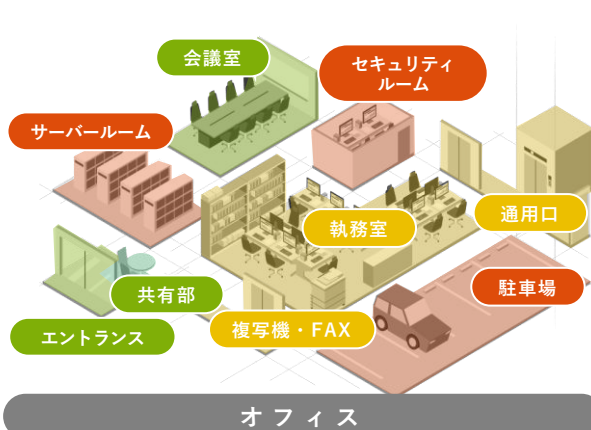 会議室
セキュリティ
ルーム
サーバールーム
執務室
通用口
共有部
駐車場
エントランス
複写機・FAX
オフィス